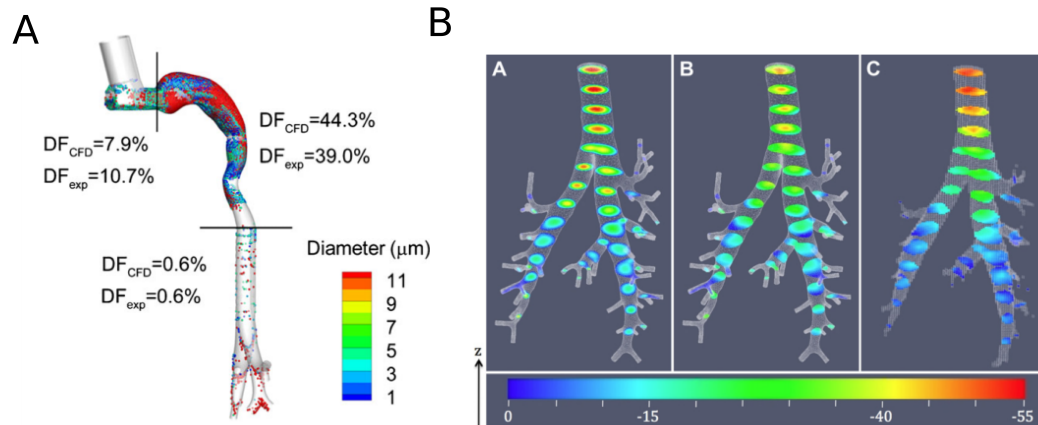 A
DF_CFD=7.9%
DF_exp=10.7%
DF_CFD=44.3%
DF_exp=39.0%
DF_CFD=0.6%
DF_exp=0.6%
Diameter (μm)
11
9
7
5
3
1
B
A
B
C
z
0 -15 -40 -55